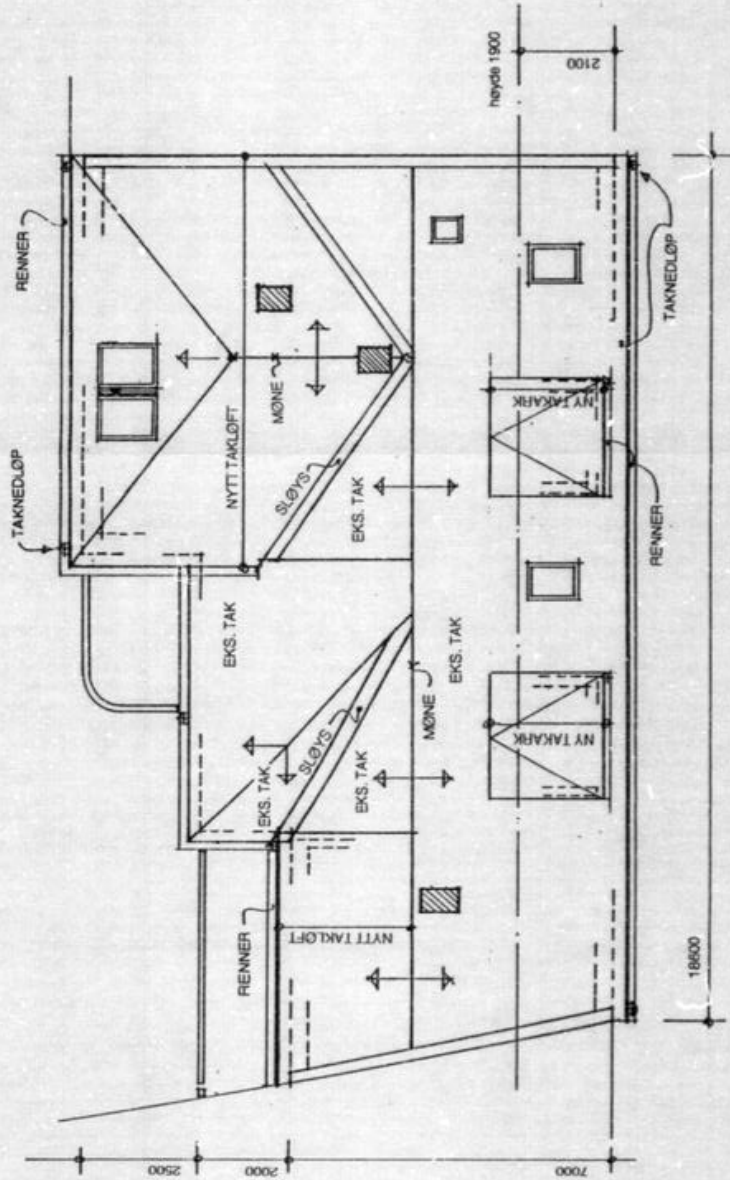 RENNER
høyde 1900
2100
TAKNEDLØP
NYTT TAKLØFT
MØNE
SLØYS
EKS. TAK
NY TAKARK
TAKNEDLØP
RENNER
EKS. TAK
EKS. TAK
MØNE
SLØYS
EKS. TAK
EKS. TAK
NY TAKARK
RENNER
NYTT TAKLØFT
18600
2500
2000
7000